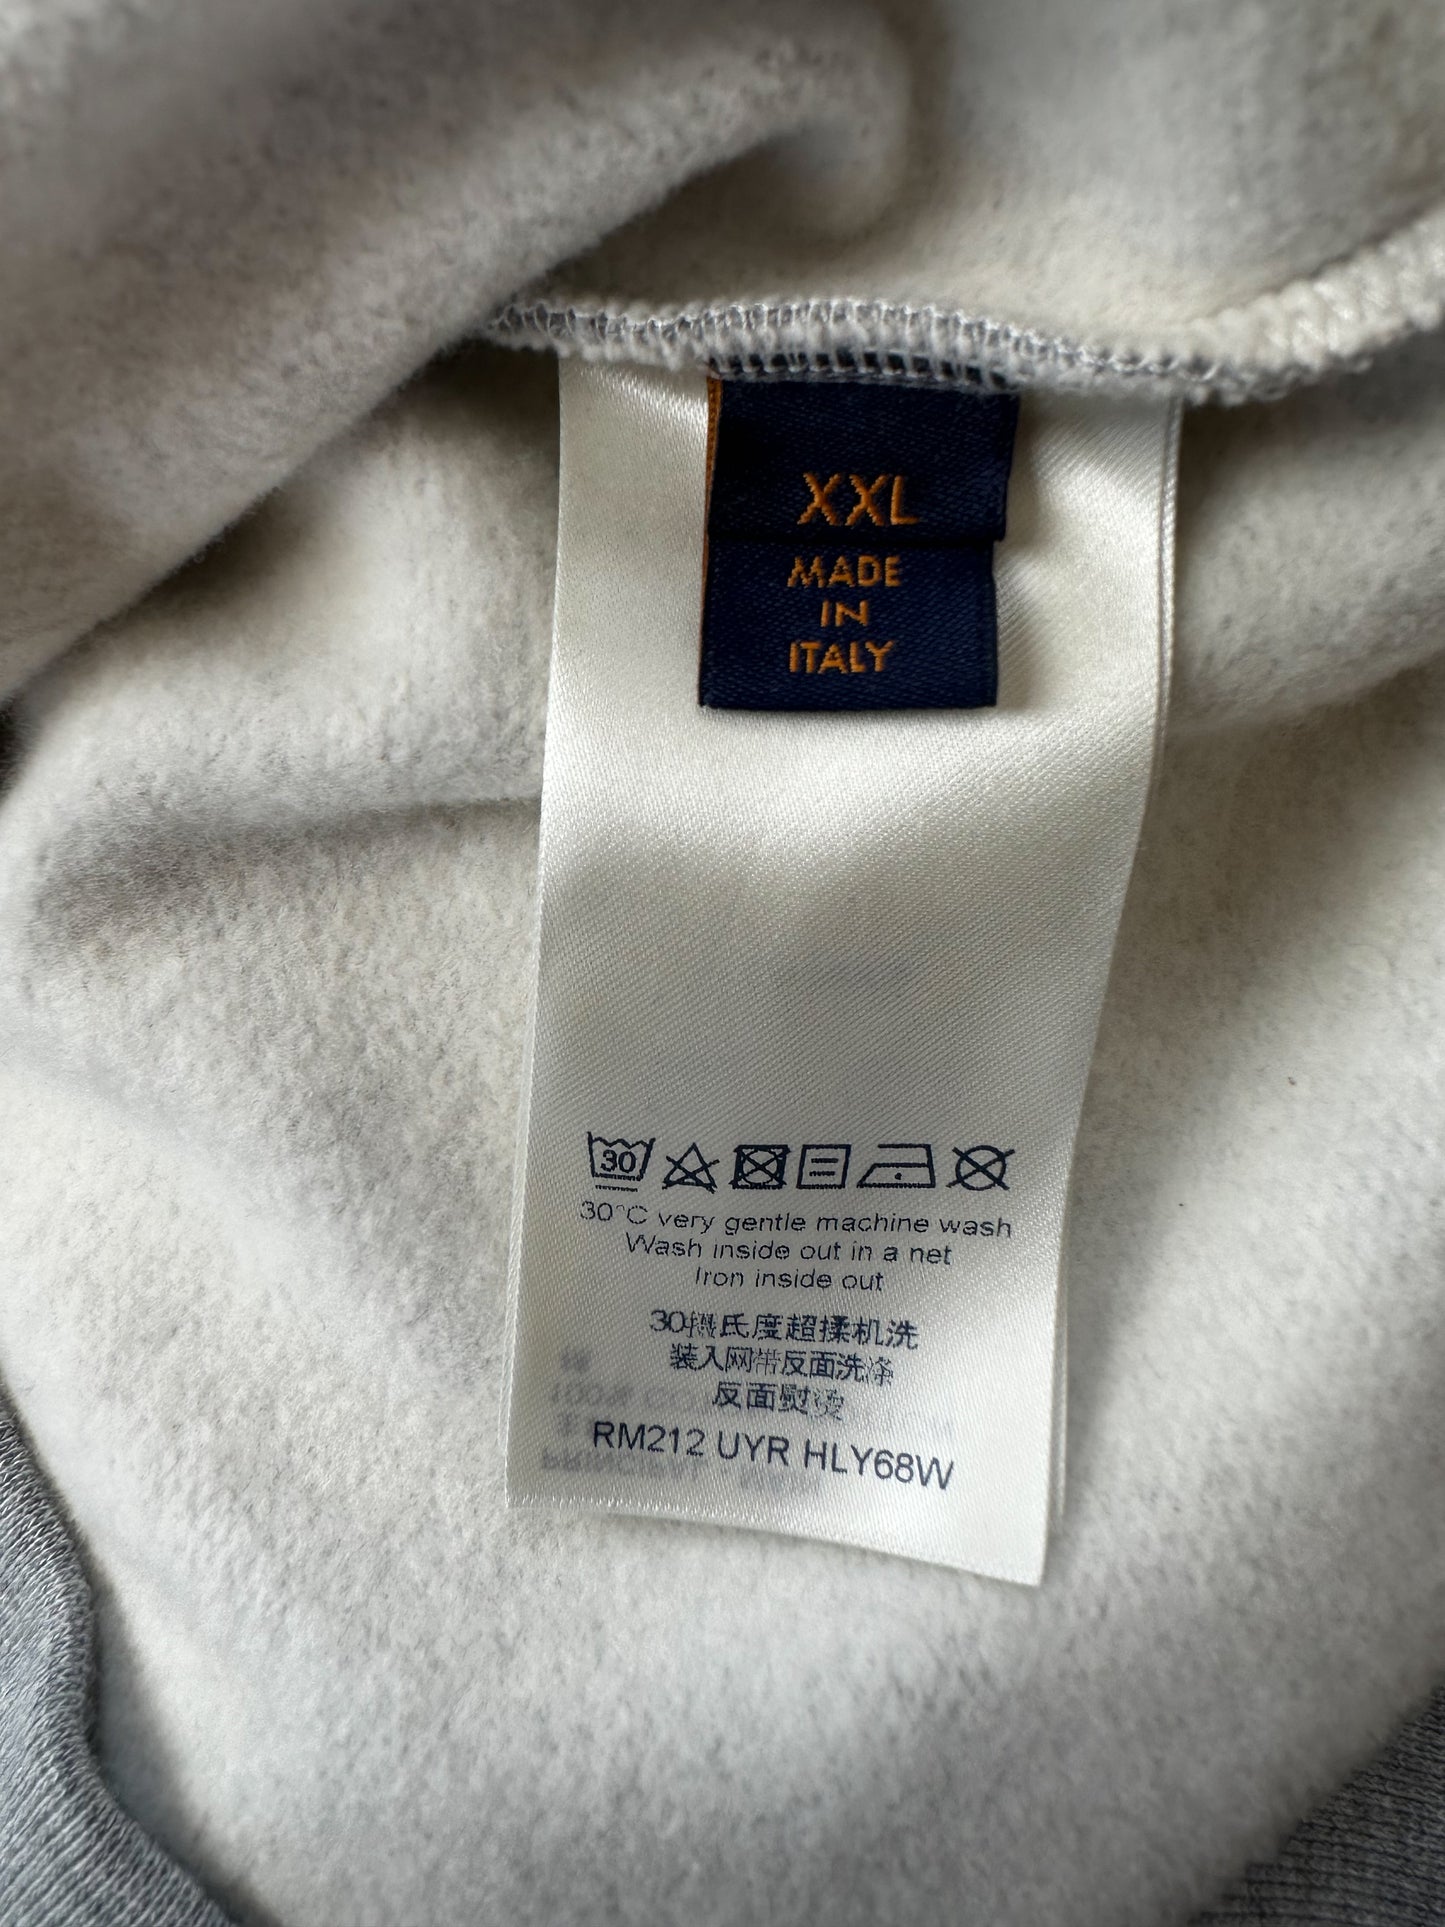 XXL
MADE
IN
ITALY
30
30°C very gentle machine wash
Wash inside out in a net
Iron inside out
30摄氏度超揉机洗
装入网带反面洗涤
反面熨烫
RM212 UYR HLY68W